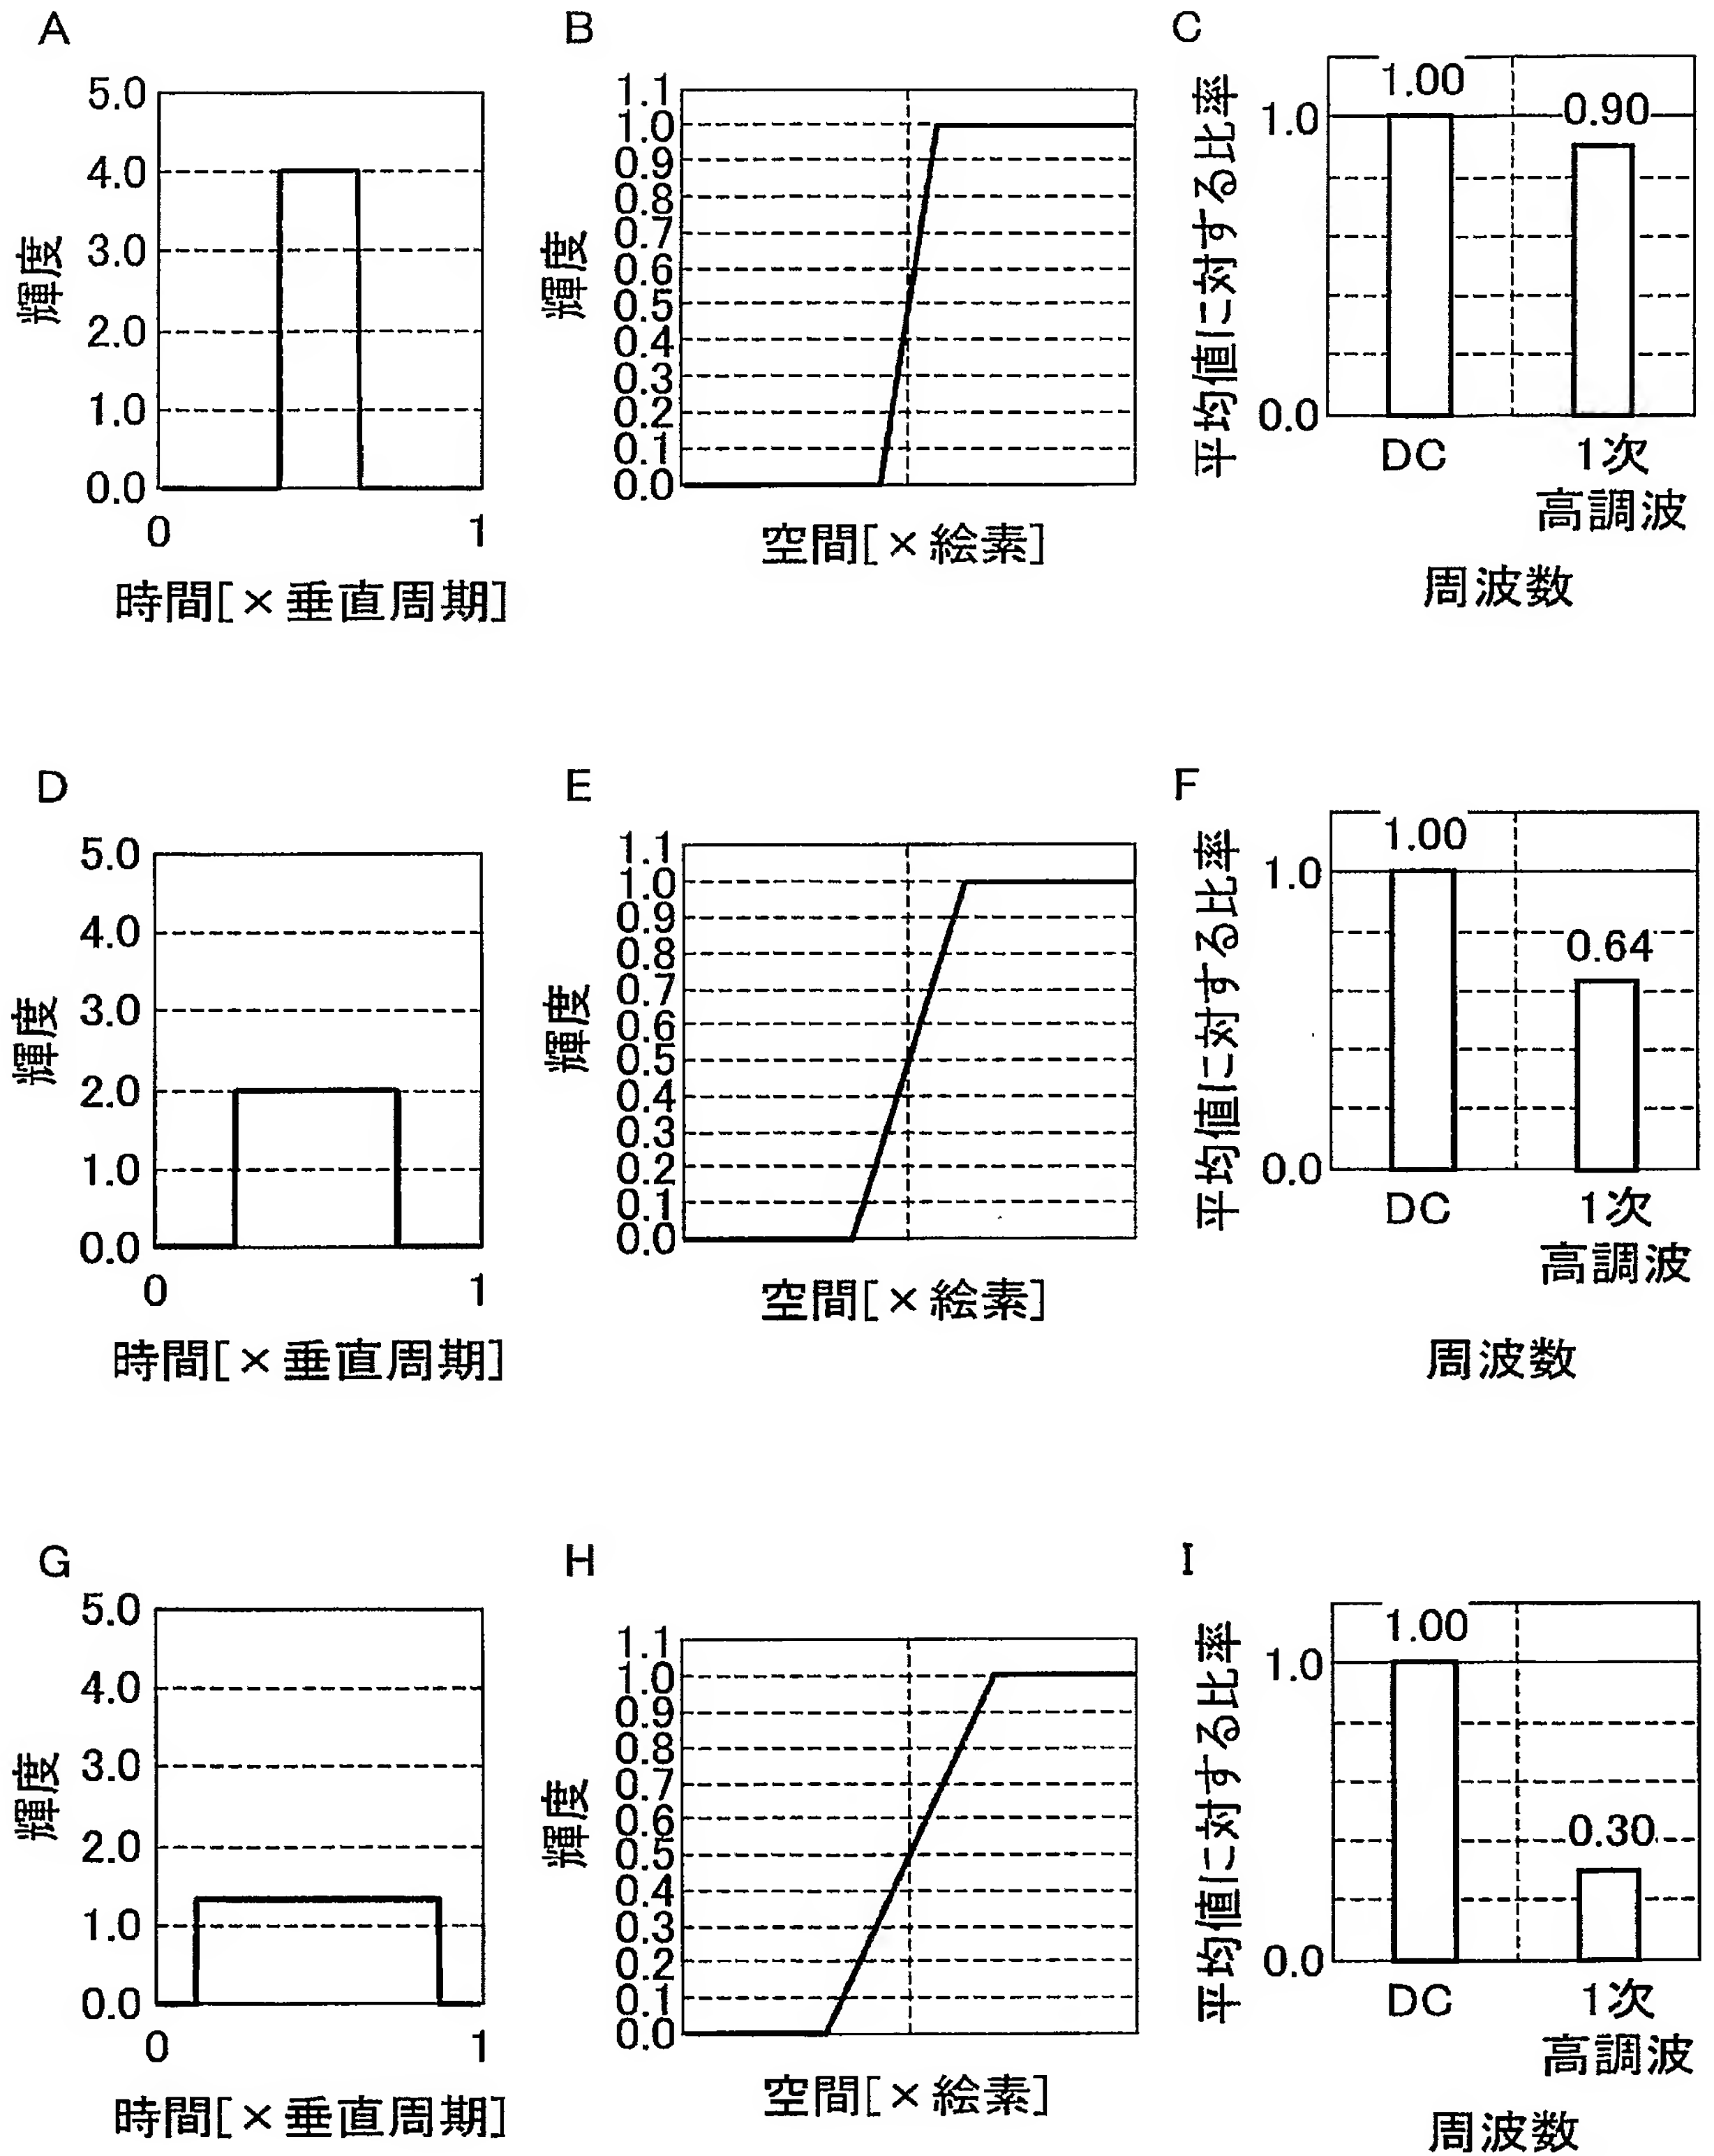 A
輝度
5.0
4.0
3.0
2.0
1.0
0.0
0 1
時間[×垂直周期]
B
輝度
1.1
1.0
0.9
0.8
0.7
0.6
0.5
0.4
0.3
0.2
0.1
0.0
空間[×絵素]
C
平均値に対する比率
1.0
0.0
1.00
0.90
DC
1次
高調波
周波数
D
輝度
5.0
4.0
3.0
2.0
1.0
0.0
0 1
時間[×垂直周期]
E
輝度
1.1
1.0
0.9
0.8
0.7
0.6
0.5
0.4
0.3
0.2
0.1
0.0
空間[×絵素]
F
平均値に対する比率
1.0
0.0
1.00
0.64
DC
1次
高調波
周波数
G
輝度
5.0
4.0
3.0
2.0
1.0
0.0
0 1
時間[×垂直周期]
H
輝度
1.1
1.0
0.9
0.8
0.7
0.6
0.5
0.4
0.3
0.2
0.1
0.0
空間[×絵素]
I
平均値に対する比率
1.0
0.0
1.00
0.30
DC
1次
高調波
周波数